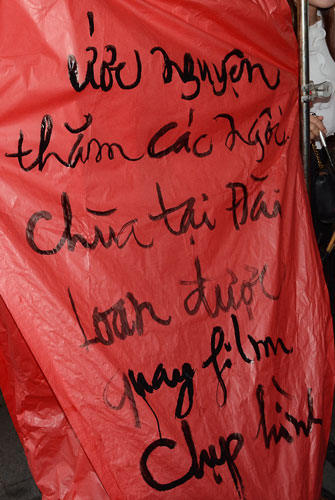 ước nguyện
thăm các ngôi
chùa tại Đài
Loan được
quay film
chụp hình